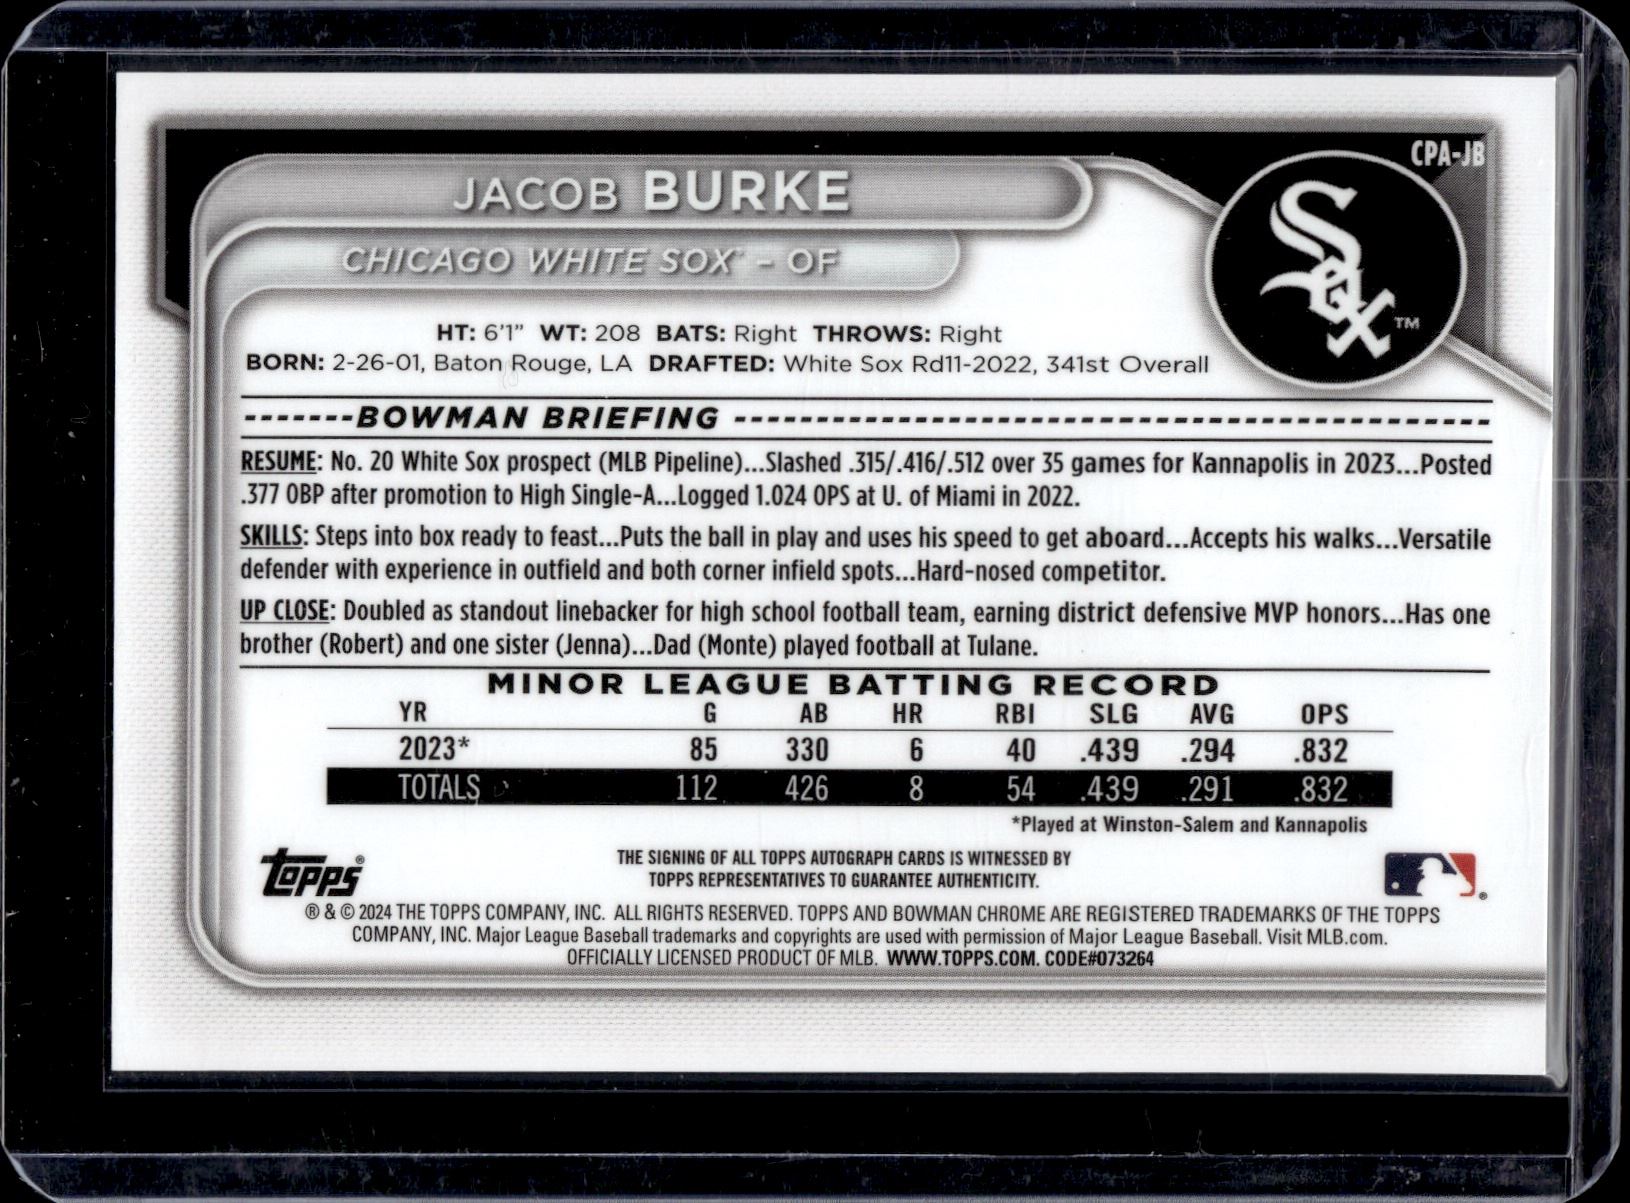 CPA-JB
JACOB BURKE
CHICAGO WHITE SOX™ – OF
SOX™
HT: 6'1" WT: 208 BATS: Right THROWS: Right
BORN: 2-26-01, Baton Rouge, LA DRAFTED: White Sox Rd11-2022, 341st Overall
-------BOWMAN BRIEFING -------------------------------------
RESUME: No. 20 White Sox prospect (MLB Pipeline)...Slashed .315/.416/.512 over 35 games for Kannapolis in 2023...Posted
.377 OBP after promotion to High Single-A...Logged 1.024 OPS at U. of Miami in 2022.
SKILLS: Steps into box ready to feast...Puts the ball in play and uses his speed to get aboard...Accepts his walks...Versatile
defender with experience in outfield and both corner infield spots...Hard-nosed competitor.
UP CLOSE: Doubled as standout linebacker for high school football team, earning district defensive MVP honors...Has one
brother (Robert) and one sister (Jenna)...Dad (Monte) played football at Tulane.
MINOR LEAGUE BATTING RECORD
YR G AB HR RBI SLG AVG OPS
2023* 85 330 6 40 .439 .294 .832
TOTALS 112 426 8 54 .439 .291 .832
*Played at Winston-Salem and Kannapolis
topps®
THE SIGNING OF ALL TOPPS AUTOGRAPH CARDS IS WITNESSED BY
TOPPS REPRESENTATIVES TO GUARANTEE AUTHENTICITY.
® & © 2024 THE TOPPS COMPANY, INC. ALL RIGHTS RESERVED. TOPPS AND BOWMAN CHROME ARE REGISTERED TRADEMARKS OF THE TOPPS
COMPANY, INC. Major League Baseball trademarks and copyrights are used with permission of Major League Baseball. Visit MLB.com.
OFFICIALLY LICENSED PRODUCT OF MLB. WWW.TOPPS.COM. CODE#073264